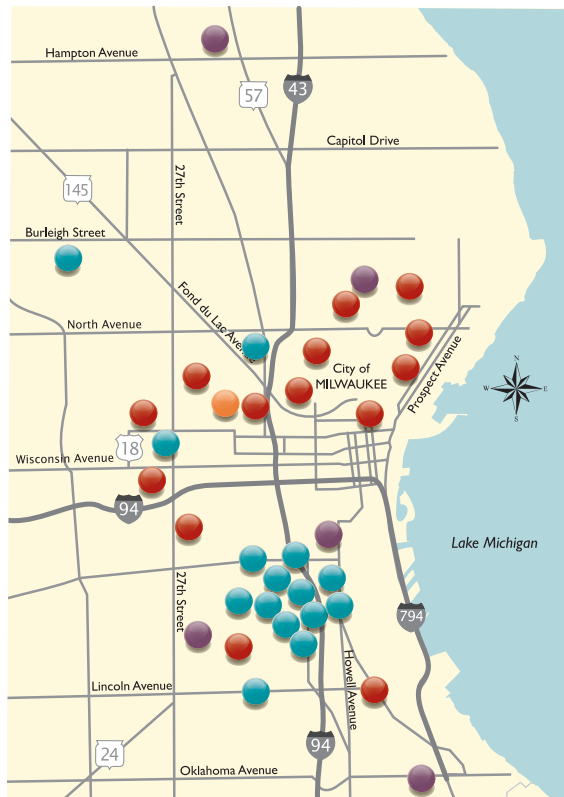 Hampton Avenue
43
57
Capitol Drive
27th Street
145
Burleigh Street
Fond du Lac Avenue
North Avenue
City of
MILWAUKEE
Prospect Avenue
N
W
E
S
18
Wisconsin Avenue
94
Lake Michigan
27th Street
794
Howell Avenue
Lincoln Avenue
94
24
Oklahoma Avenue